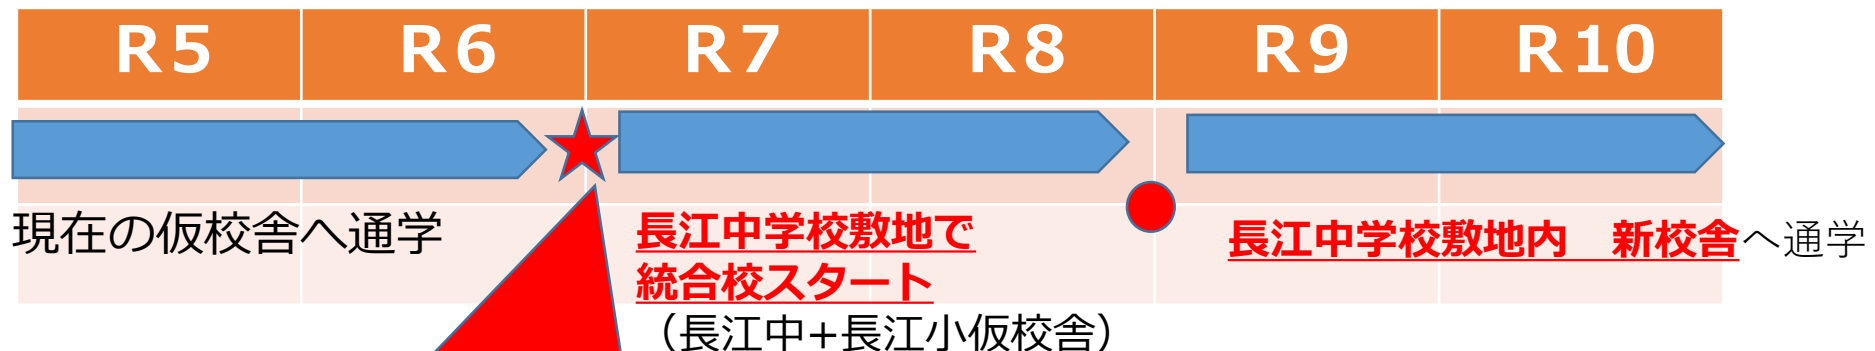 R5 R6 R7 R8 R9 R10
現在の仮校舎へ通学
長江中学校敷地で
統合校スタート
（長江中+長江小仮校舎）
長江中学校敷地内　新校舎へ通学